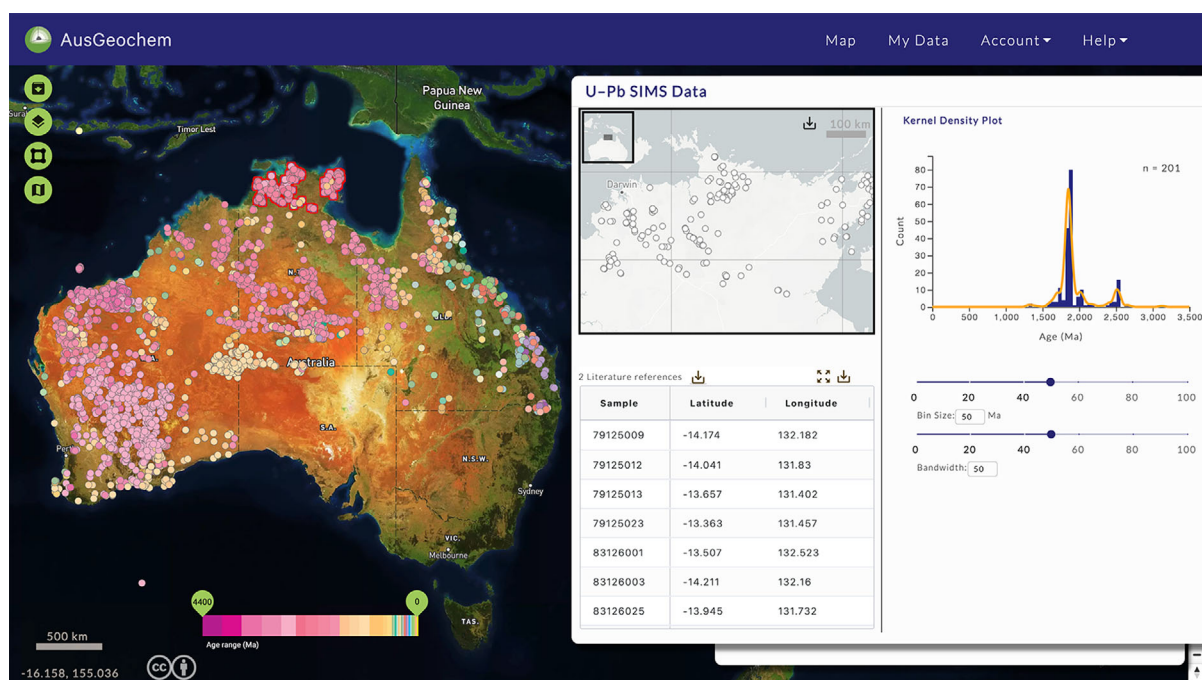 AusGeochem
Map
My Data
Account
Help
Papua New
Guinea
Timor Lest
N.T.
Australia
S.A.
N.S.W.
Sydney
VIC.
Melbourne
TAS.
4400
0
Age range (Ma)
500 km
-16.158, 155.036
cc
U–Pb SIMS Data
100 km
Darwin
2 Literature references
Sample Latitude Longitude
79125009 -14.174 132.182
79125012 -14.041 131.83
79125013 -13.657 131.402
79125023 -13.363 131.457
83126001 -13.507 132.523
83126003 -14.211 132.16
83126025 -13.945 131.732
Kernel Density Plot
n = 201
Count
80
70
60
50
40
30
20
10
0
0 500 1,000 1,500 2,000 2,500 3,000 3,500
Age (Ma)
0 20 40 60 80 100
Bin Size: 50 Ma
0 20 40 60 80 100
Bandwidth: 50